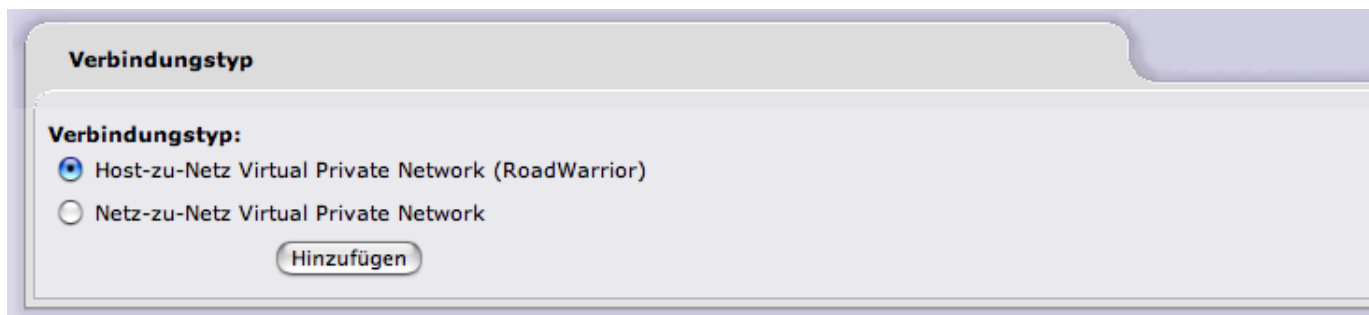 Verbindungstyp
Verbindungstyp:
Host-zu-Netz Virtual Private Network (RoadWarrior)
Netz-zu-Netz Virtual Private Network
Hinzufügen